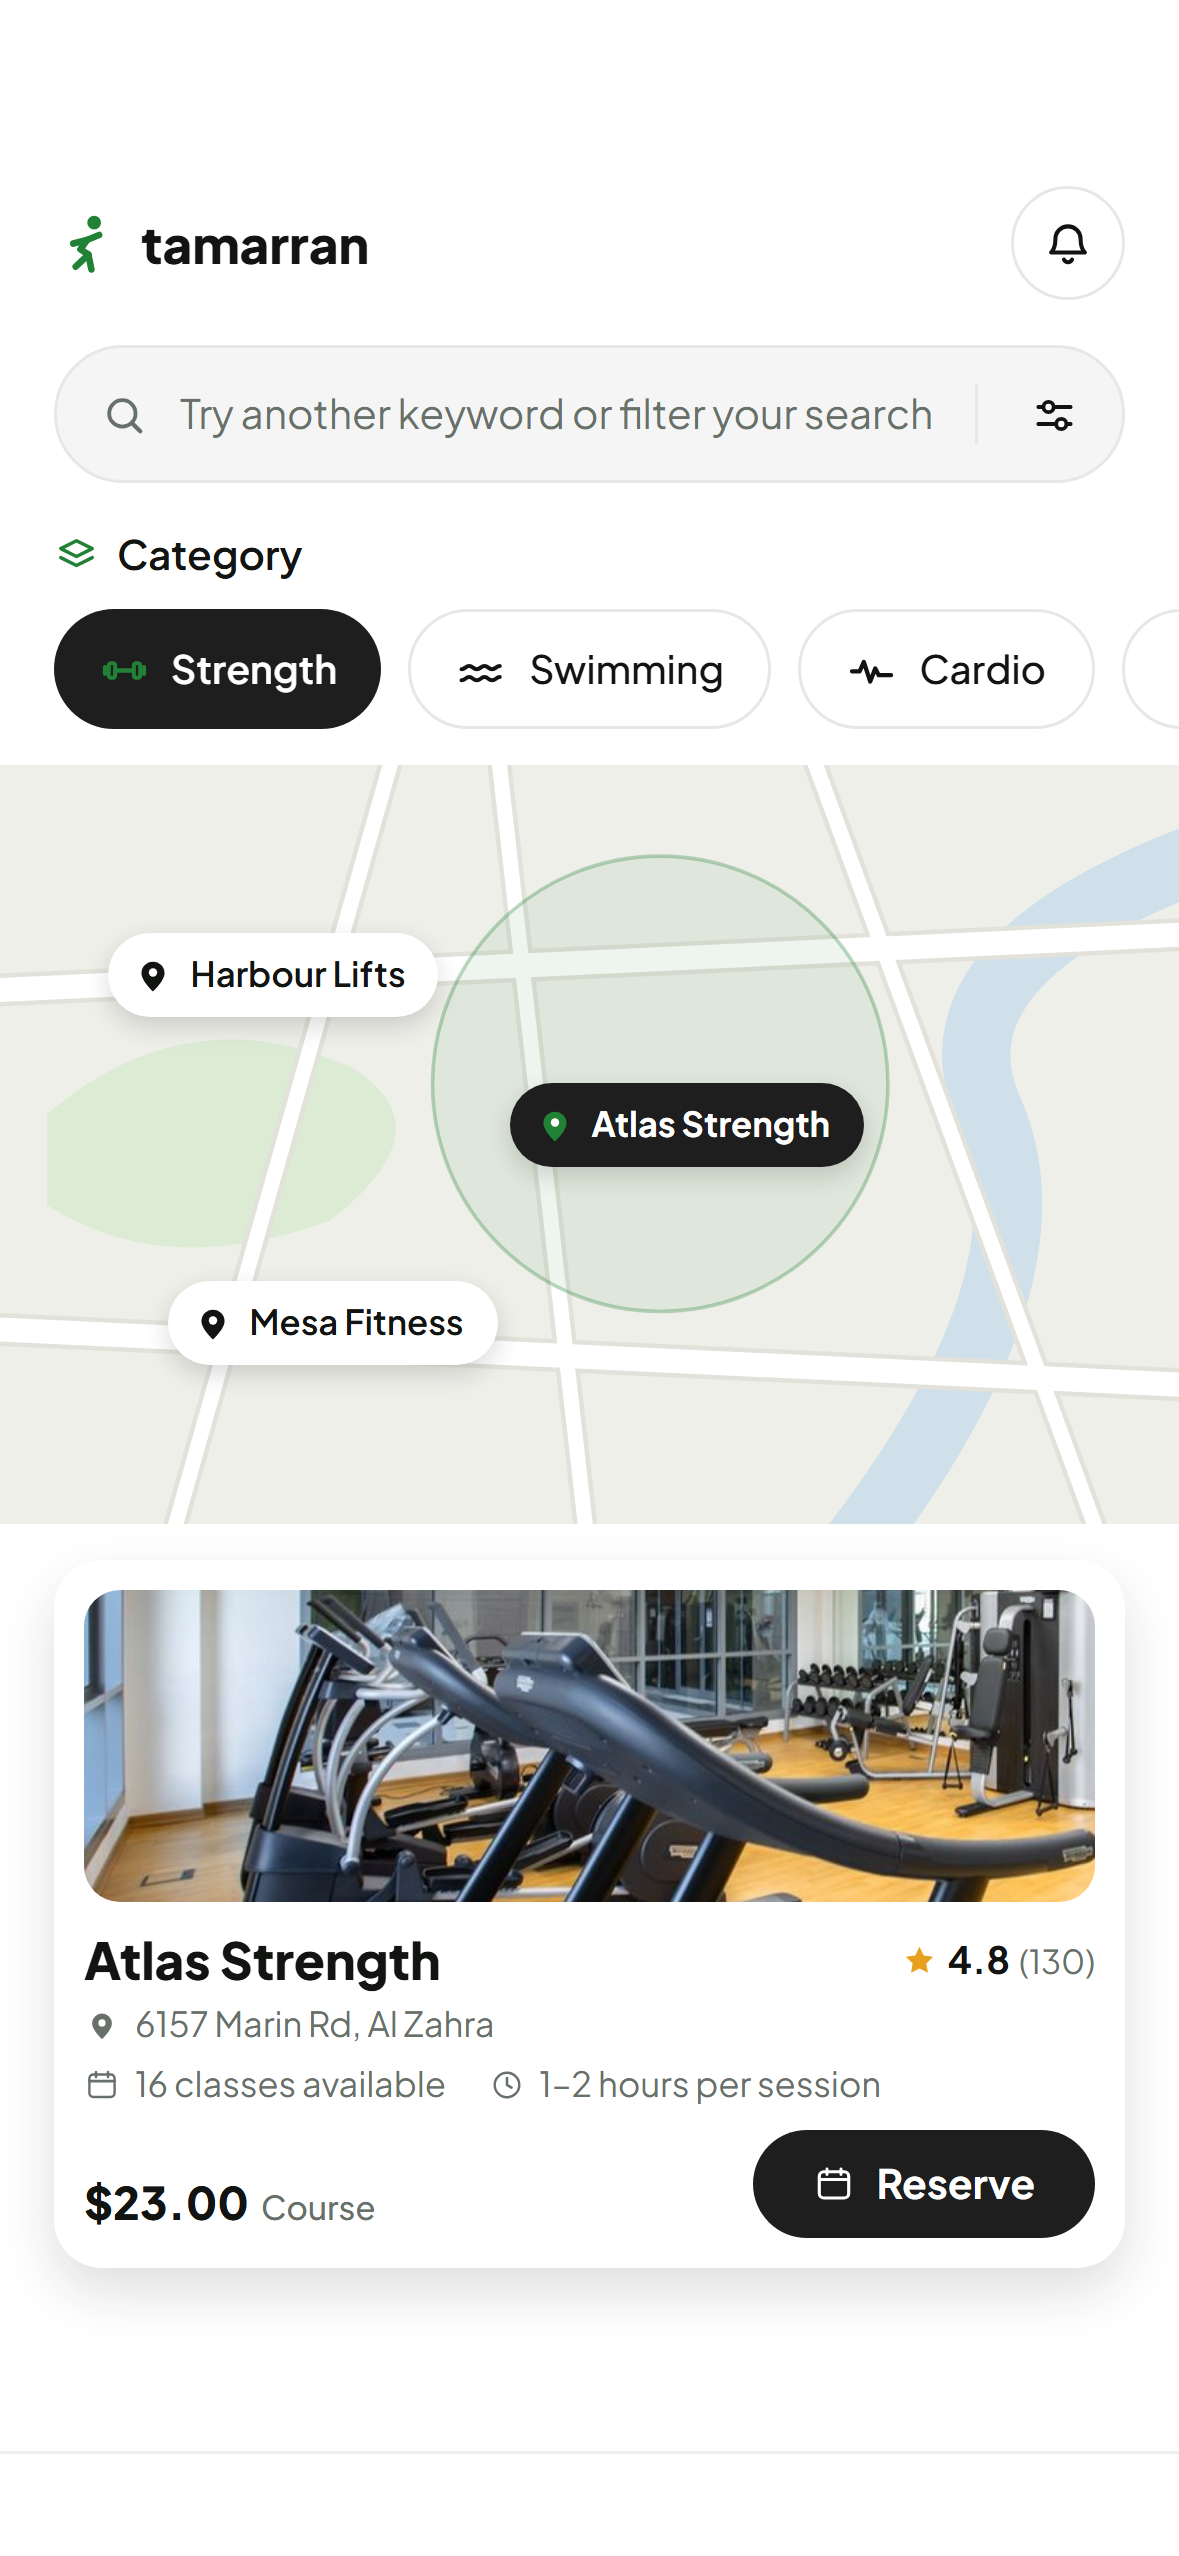 tamarran
Try another keyword or filter your search
Category
Strength
Swimming
Cardio
Harbour Lifts
Atlas Strength
Mesa Fitness
Atlas Strength
4.8 (130)
6157 Marin Rd, Al Zahra
16 classes available
1–2 hours per session
$23.00 Course
Reserve